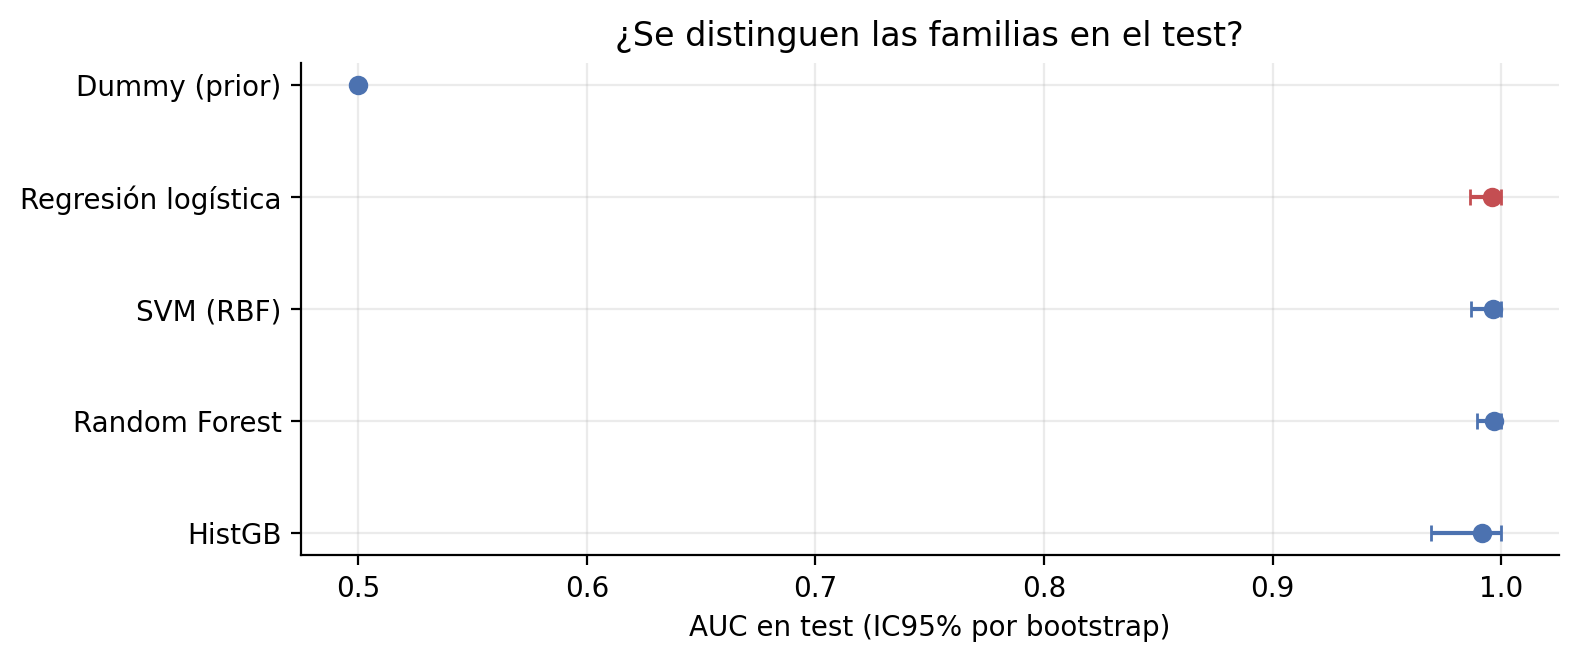 ¿Se distinguen las familias en el test?
Dummy (prior)
Regresión logística
SVM (RBF)
Random Forest
HistGB
0.5 0.6 0.7 0.8 0.9 1.0
AUC en test (IC95% por bootstrap)